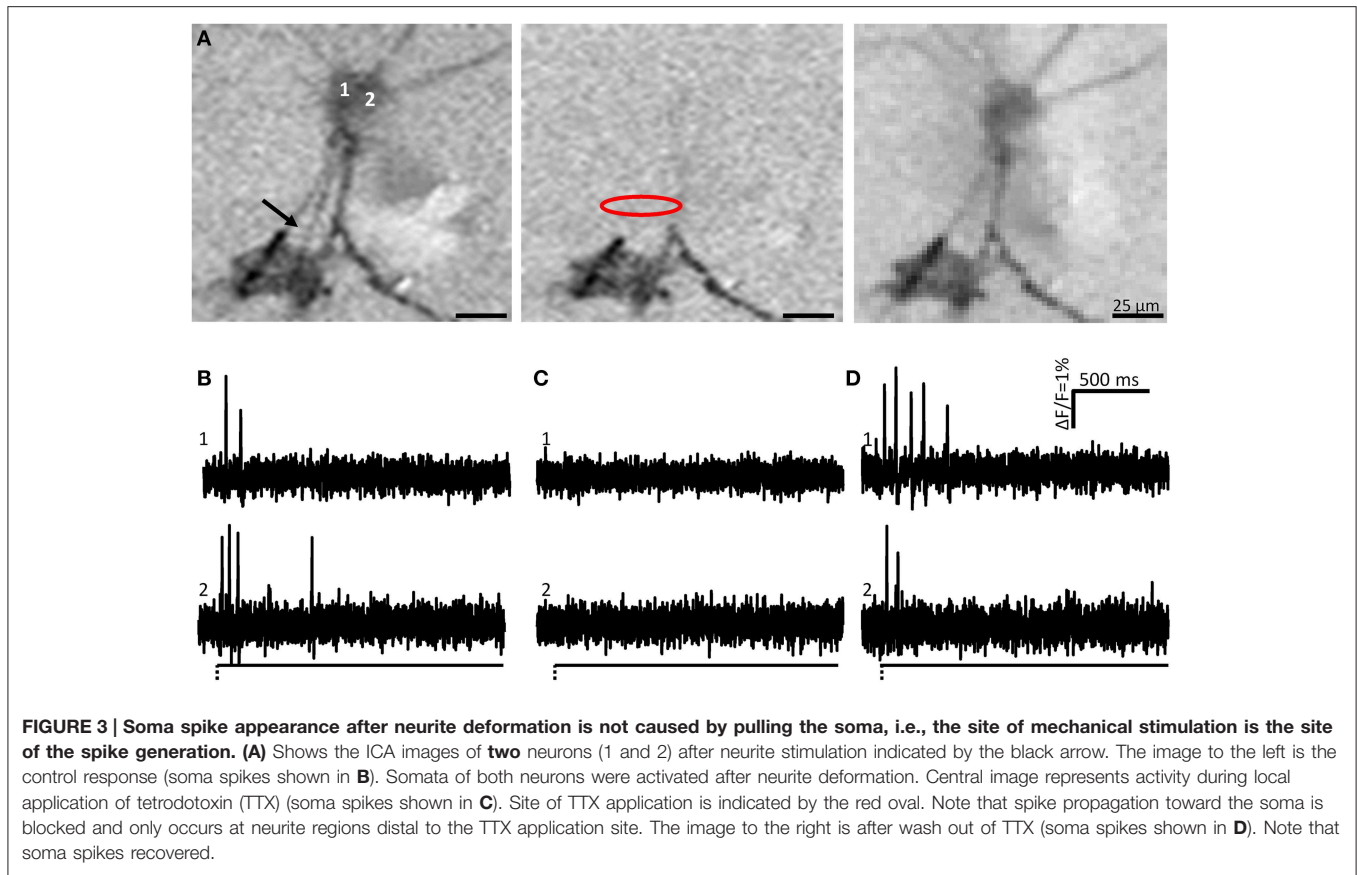 A
1
2
25 µm
B
C
D
ΔF/F=1%
500 ms
1
1
1
2
2
2
FIGURE 3 | Soma spike appearance after neurite deformation is not caused by pulling the soma, i.e., the site of mechanical stimulation is the site
of the spike generation. (A) Shows the ICA images of two neurons (1 and 2) after neurite stimulation indicated by the black arrow. The image to the left is the
control response (soma spikes shown in B). Somata of both neurons were activated after neurite deformation. Central image represents activity during local
application of tetrodotoxin (TTX) (soma spikes shown in C). Site of TTX application is indicated by the red oval. Note that spike propagation toward the soma is
blocked and only occurs at neurite regions distal to the TTX application site. The image to the right is after wash out of TTX (soma spikes shown in D). Note that
soma spikes recovered.